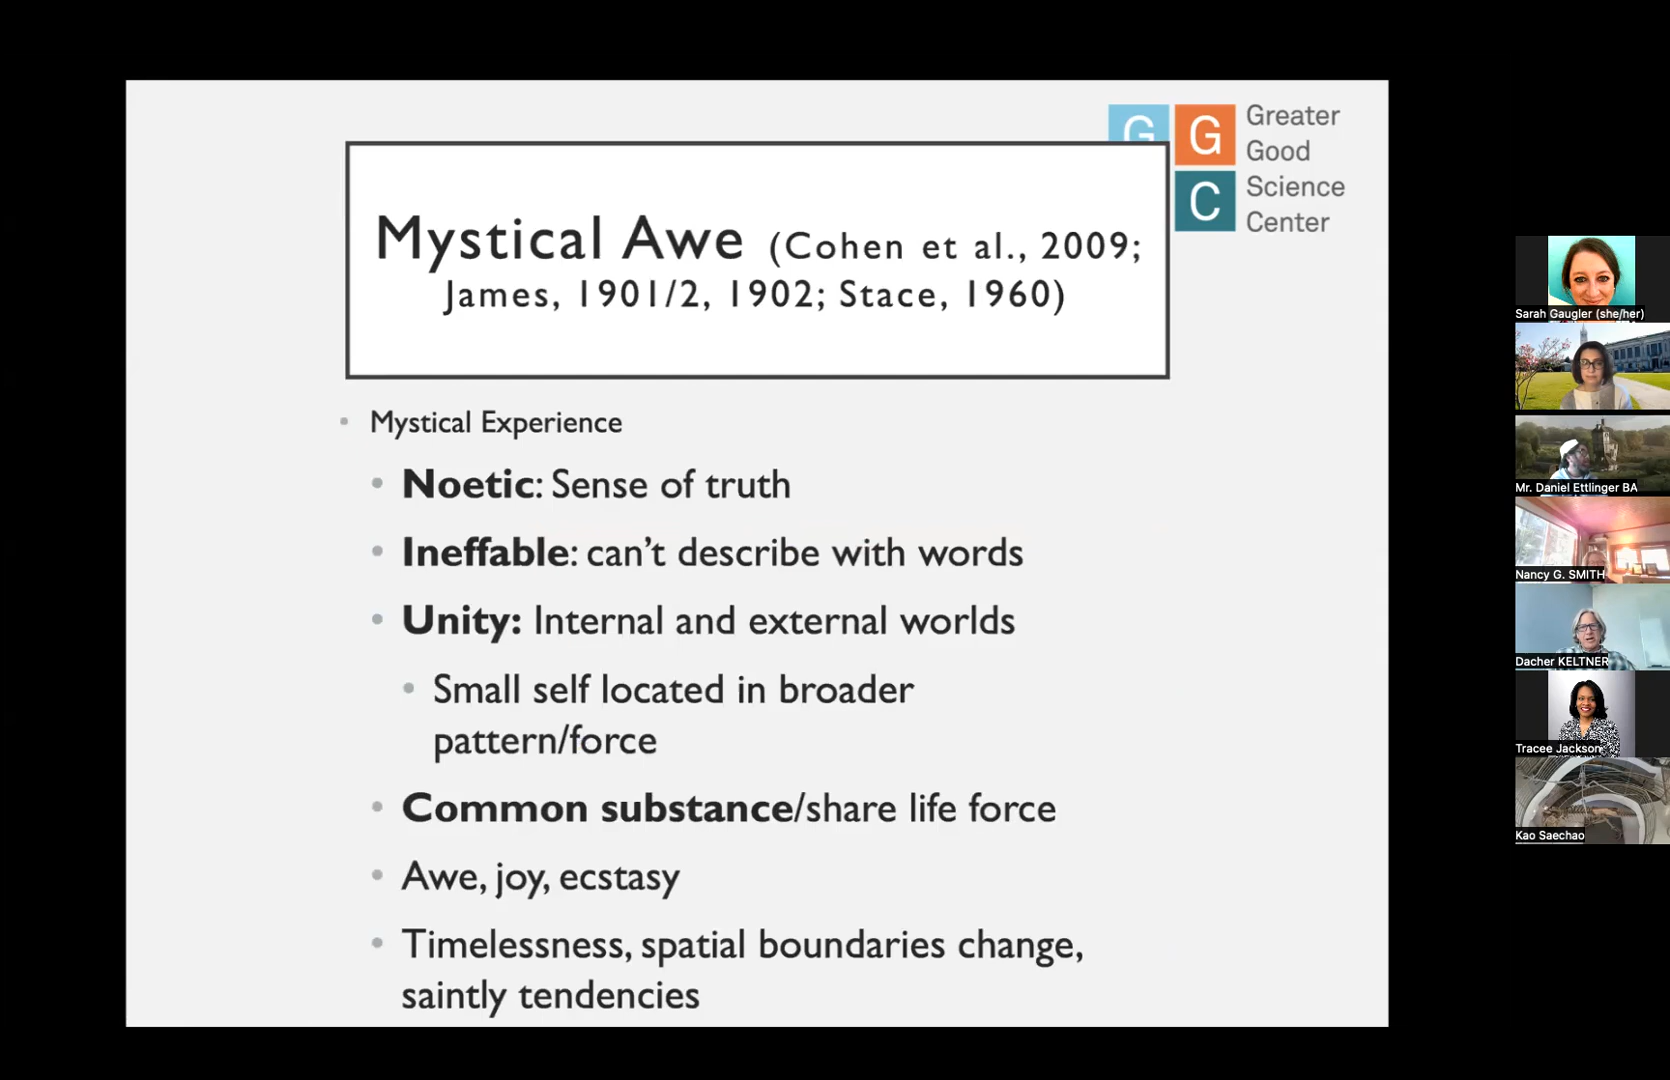 G G Greater
Good
C Science
Center
Mystical Awe (Cohen et al., 2009;
James, 1901/2, 1902; Stace, 1960)
• Mystical Experience
• Noetic: Sense of truth
• Ineffable: can’t describe with words
• Unity: Internal and external worlds
• Small self located in broader
pattern/force
• Common substance/share life force
• Awe, joy, ecstasy
• Timelessness, spatial boundaries change,
saintly tendencies
Sarah Gaugler (she/her)
Mr. Daniel Ettlinger BA
Nancy G. SMITH
Dacher KELTNER
Tracee Jackson
Kao Saechao